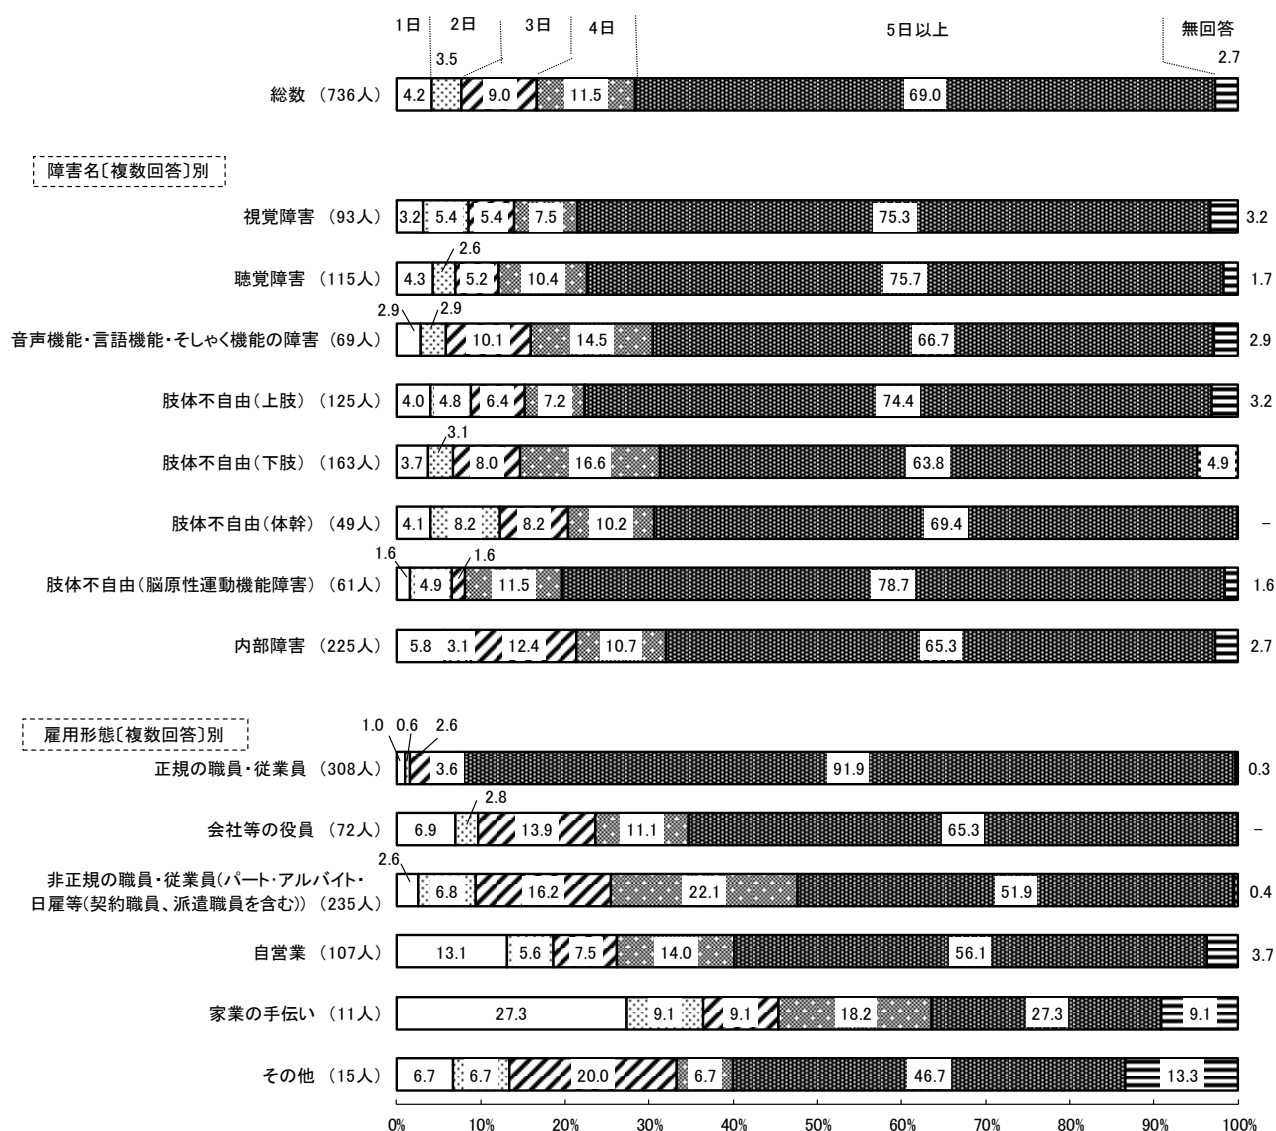 1日 2日 3日 4日 5日以上 無回答
3.5 2.7
総数 (736人) 4.2 9.0 11.5 69.0
障害名〔複数回答〕別
視覚障害 (93人) 3.2 5.4 5.4 7.5 75.3 3.2
2.6
聴覚障害 (115人) 4.3 5.2 10.4 75.7 1.7
2.9 2.9
音声機能・言語機能・そしゃく機能の障害 (69人) 10.1 14.5 66.7 2.9
肢体不自由(上肢) (125人) 4.0 4.8 6.4 7.2 74.4 3.2
3.1
肢体不自由(下肢) (163人) 3.7 8.0 16.6 63.8 4.9
肢体不自由(体幹) (49人) 4.1 8.2 8.2 10.2 69.4 −
1.6 1.6
肢体不自由(脳原性運動機能障害) (61人) 4.9 11.5 78.7 1.6
内部障害 (225人) 5.8 3.1 12.4 10.7 65.3 2.7
雇用形態〔複数回答〕別
1.0 0.6 2.6
正規の職員・従業員 (308人) 3.6 91.9 0.3
2.8
会社等の役員 (72人) 6.9 13.9 11.1 65.3 −
2.6
非正規の職員・従業員(パート・アルバイト・
日雇等(契約職員、派遣職員を含む)) (235人) 6.8 16.2 22.1 51.9 0.4
自営業 (107人) 13.1 5.6 7.5 14.0 56.1 3.7
家業の手伝い (11人) 27.3 9.1 9.1 18.2 27.3 9.1
その他 (15人) 6.7 6.7 20.0 6.7 46.7 13.3
0% 10% 20% 30% 40% 50% 60% 70% 80% 90% 100%